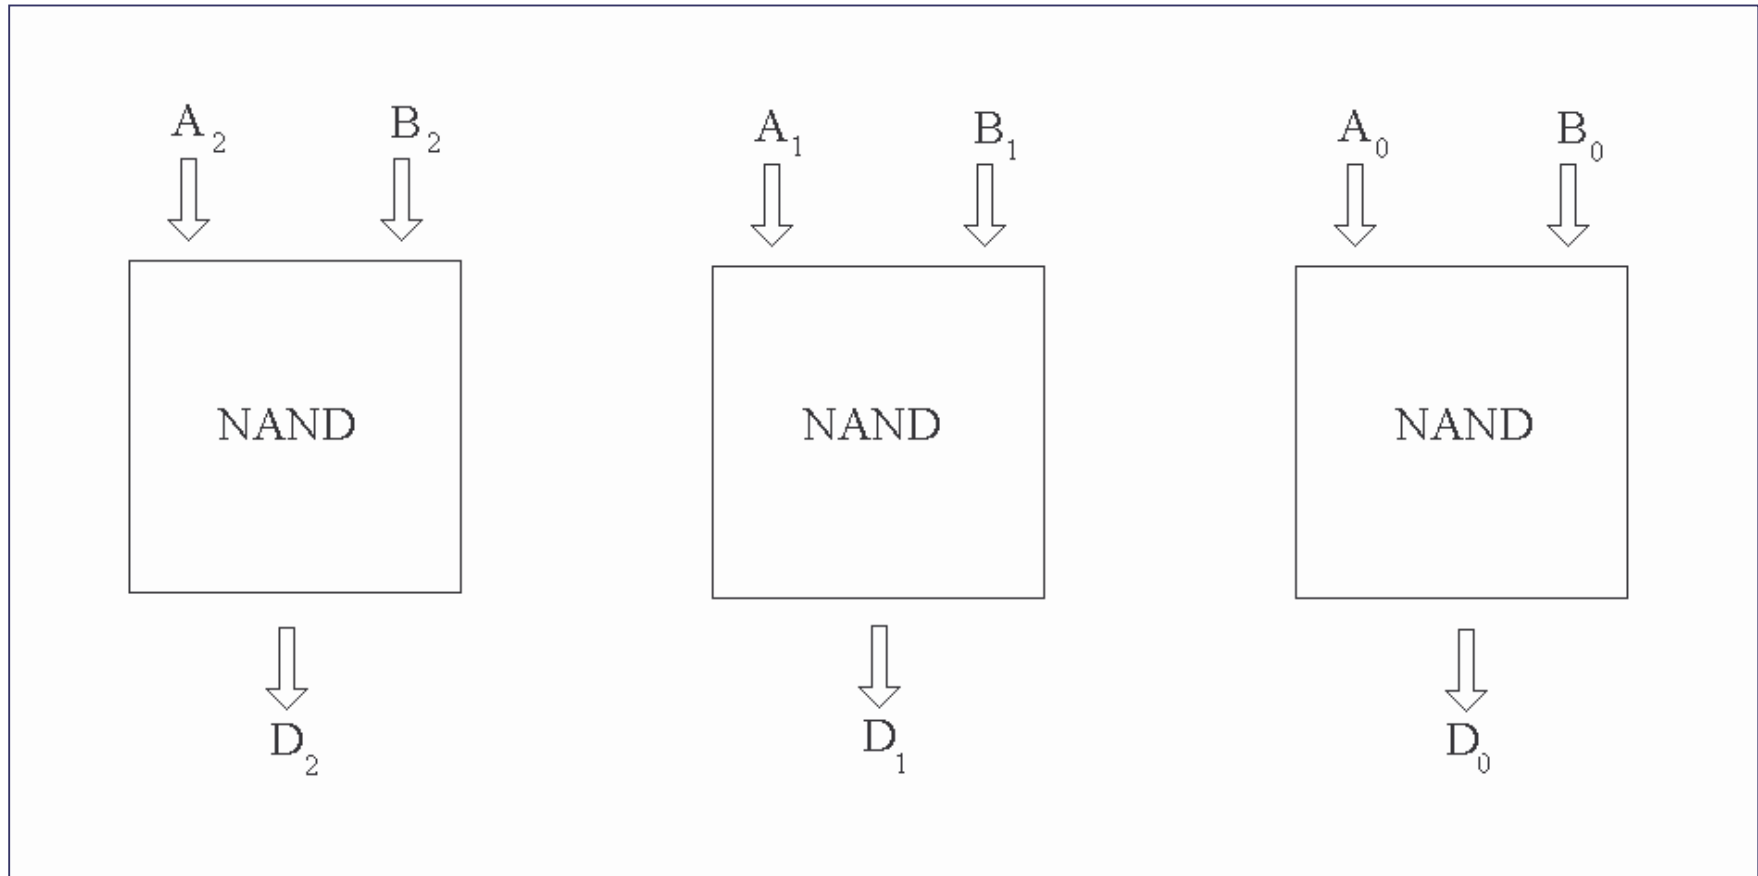 A₂ B₂ A₁ B₁ A₀ B₀
NAND NAND NAND
D₂ D₁ D₀